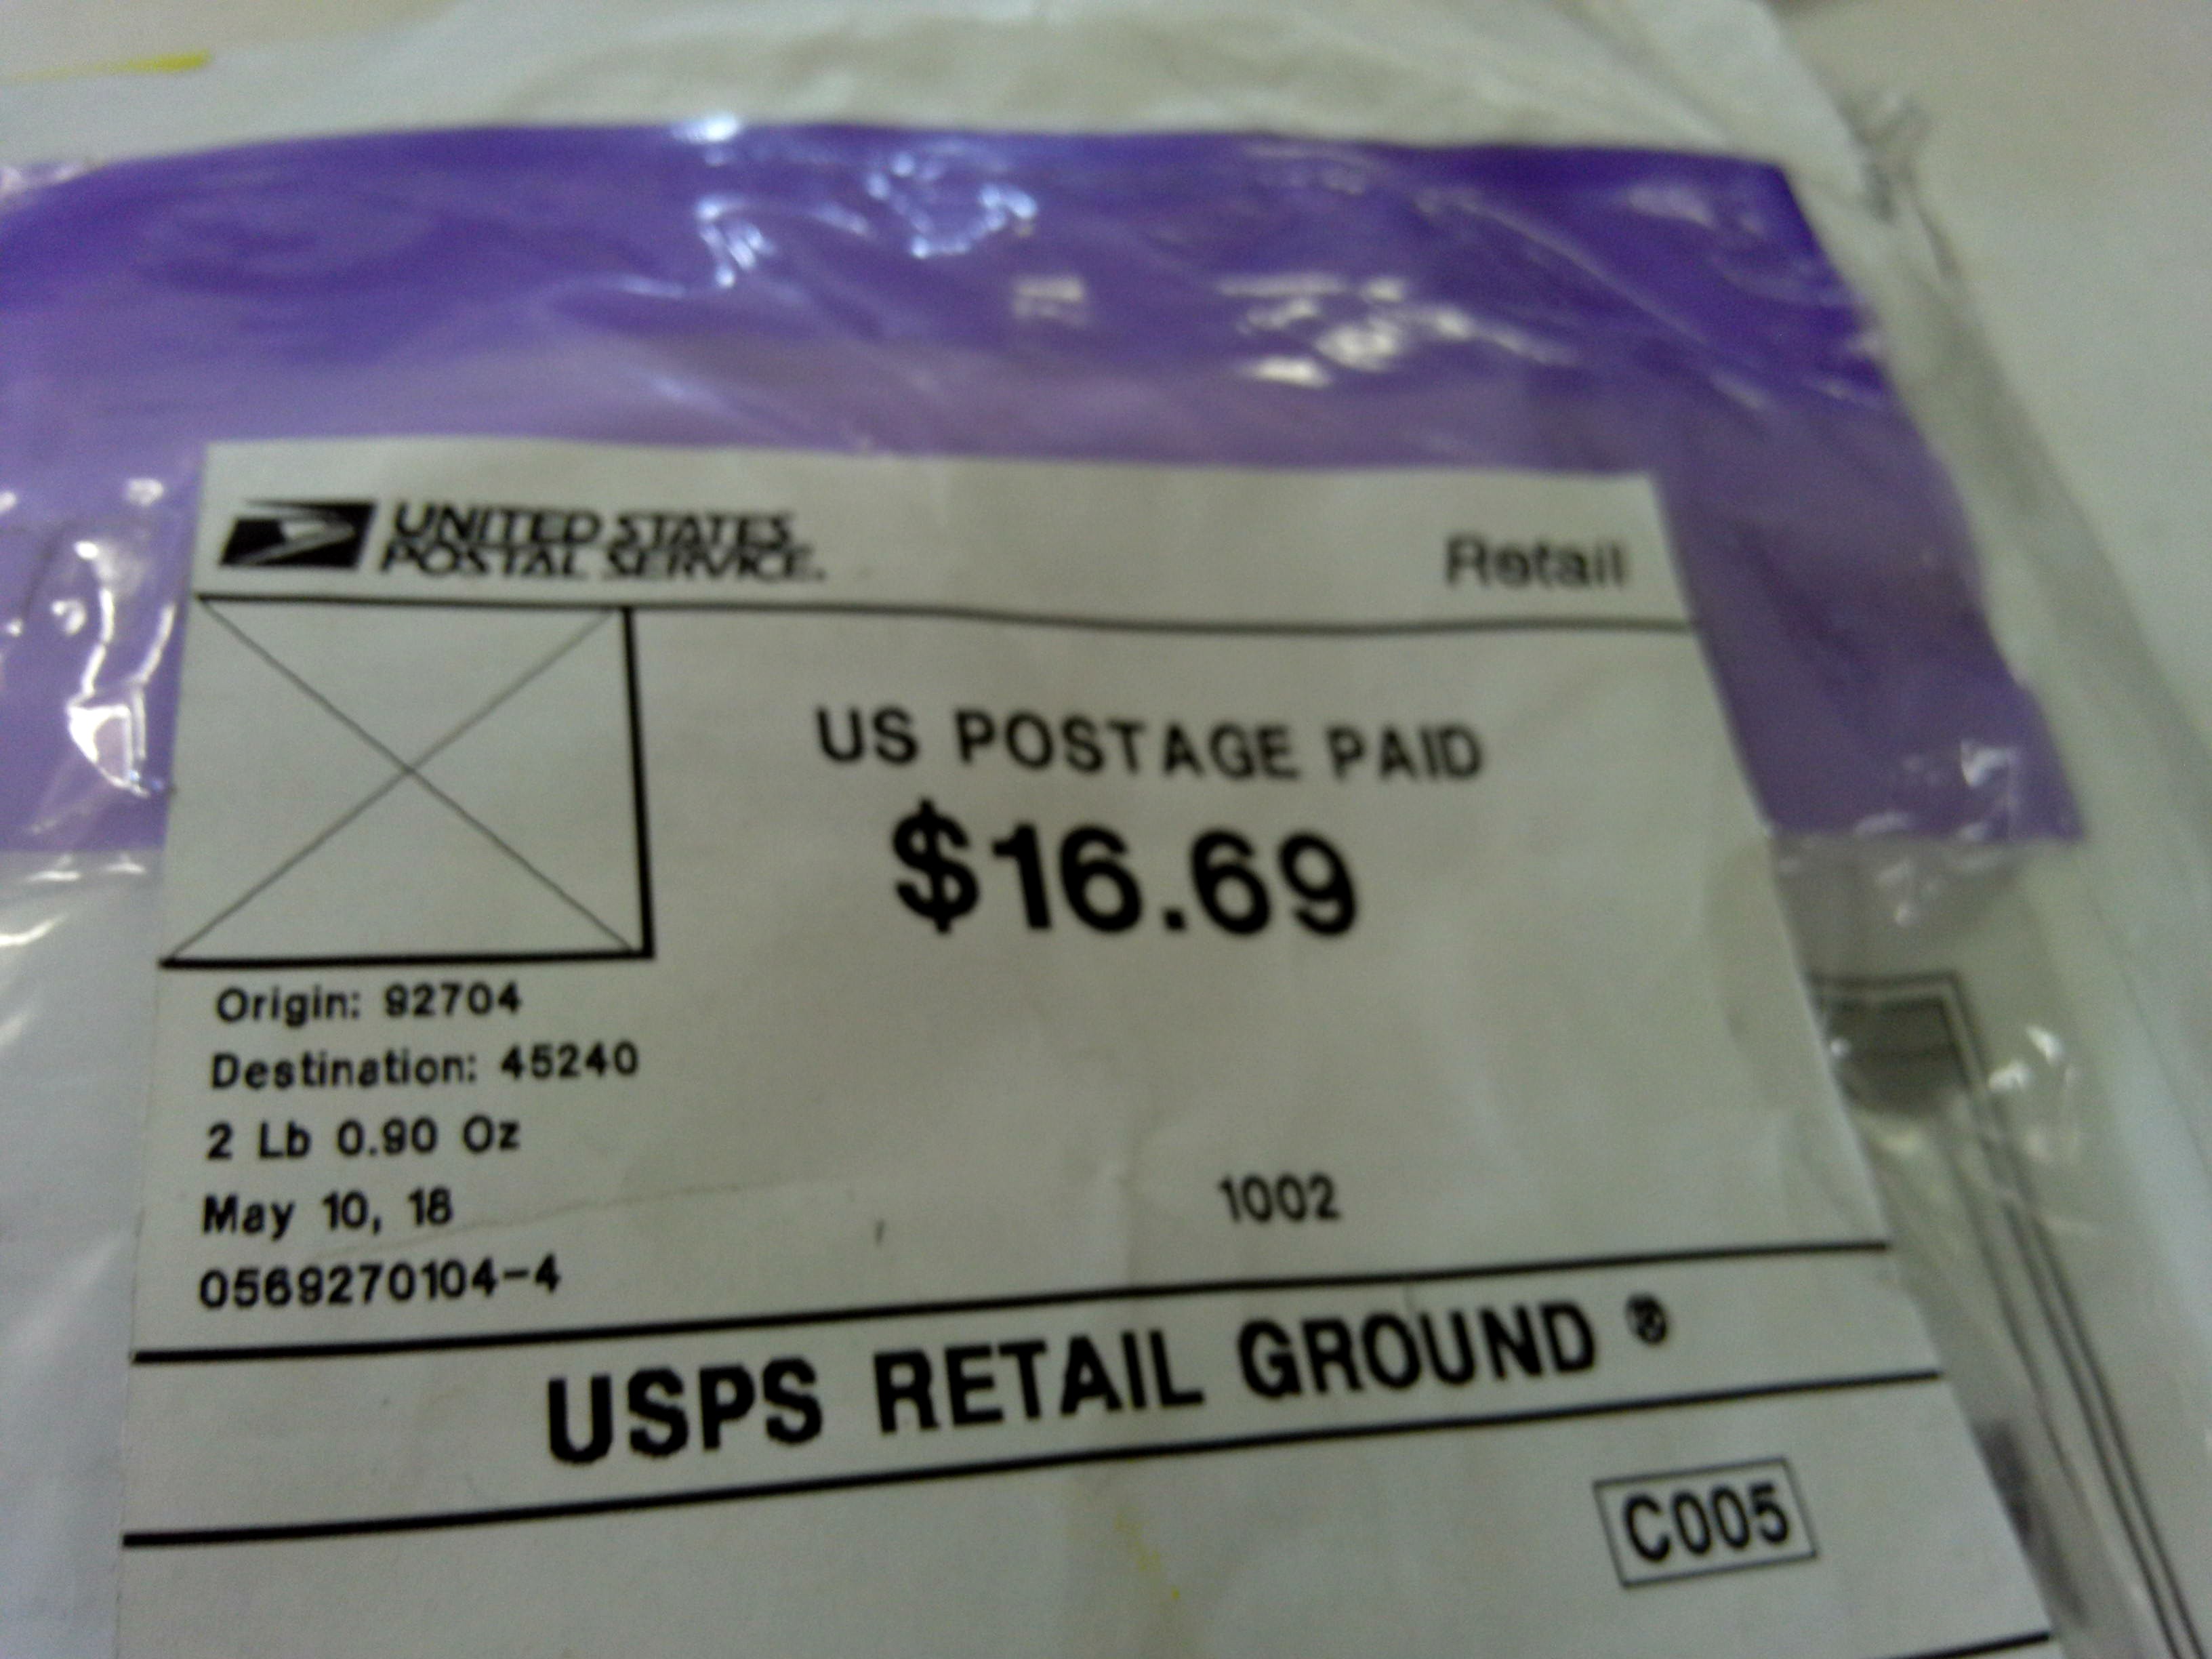 UNITED STATES
POSTAL SERVICE.
Retail
US POSTAGE PAID
$16.69
Origin: 92704
Destination: 45240
2 Lb 0.90 Oz
May 10, 18
0569270104-4
1002
USPS RETAIL GROUND ®
C005